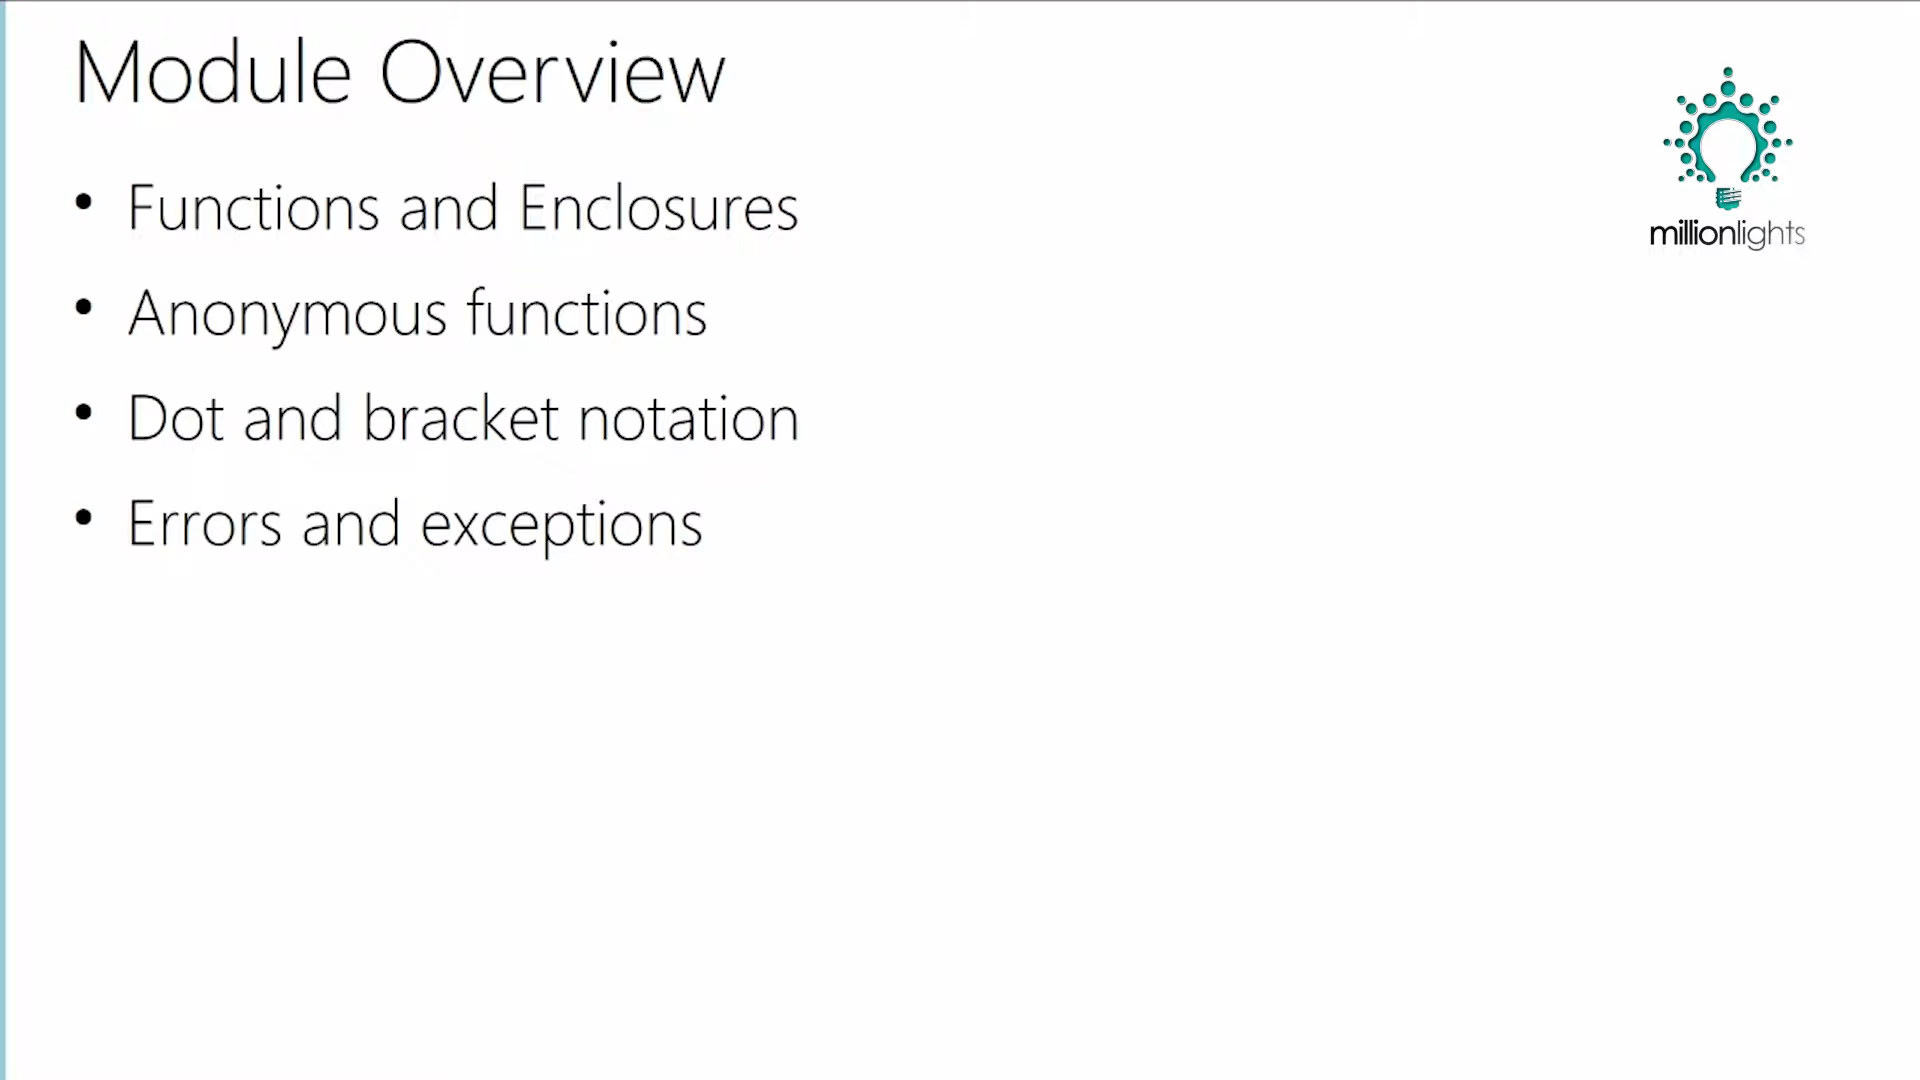 Module Overview
• Functions and Enclosures
• Anonymous functions
• Dot and bracket notation
• Errors and exceptions
millionlights